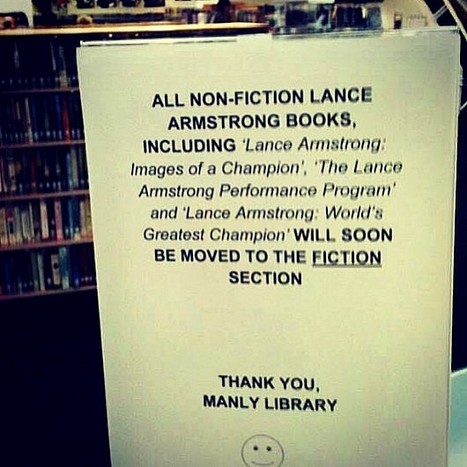 ALL NON-FICTION LANCE
ARMSTRONG BOOKS,
INCLUDING ‘Lance Armstrong:
Images of a Champion’, ‘The Lance
Armstrong Performance Program’
and ‘Lance Armstrong: World’s
Greatest Champion’ WILL SOON
BE MOVED TO THE FICTION
SECTION
THANK YOU,
MANLY LIBRARY